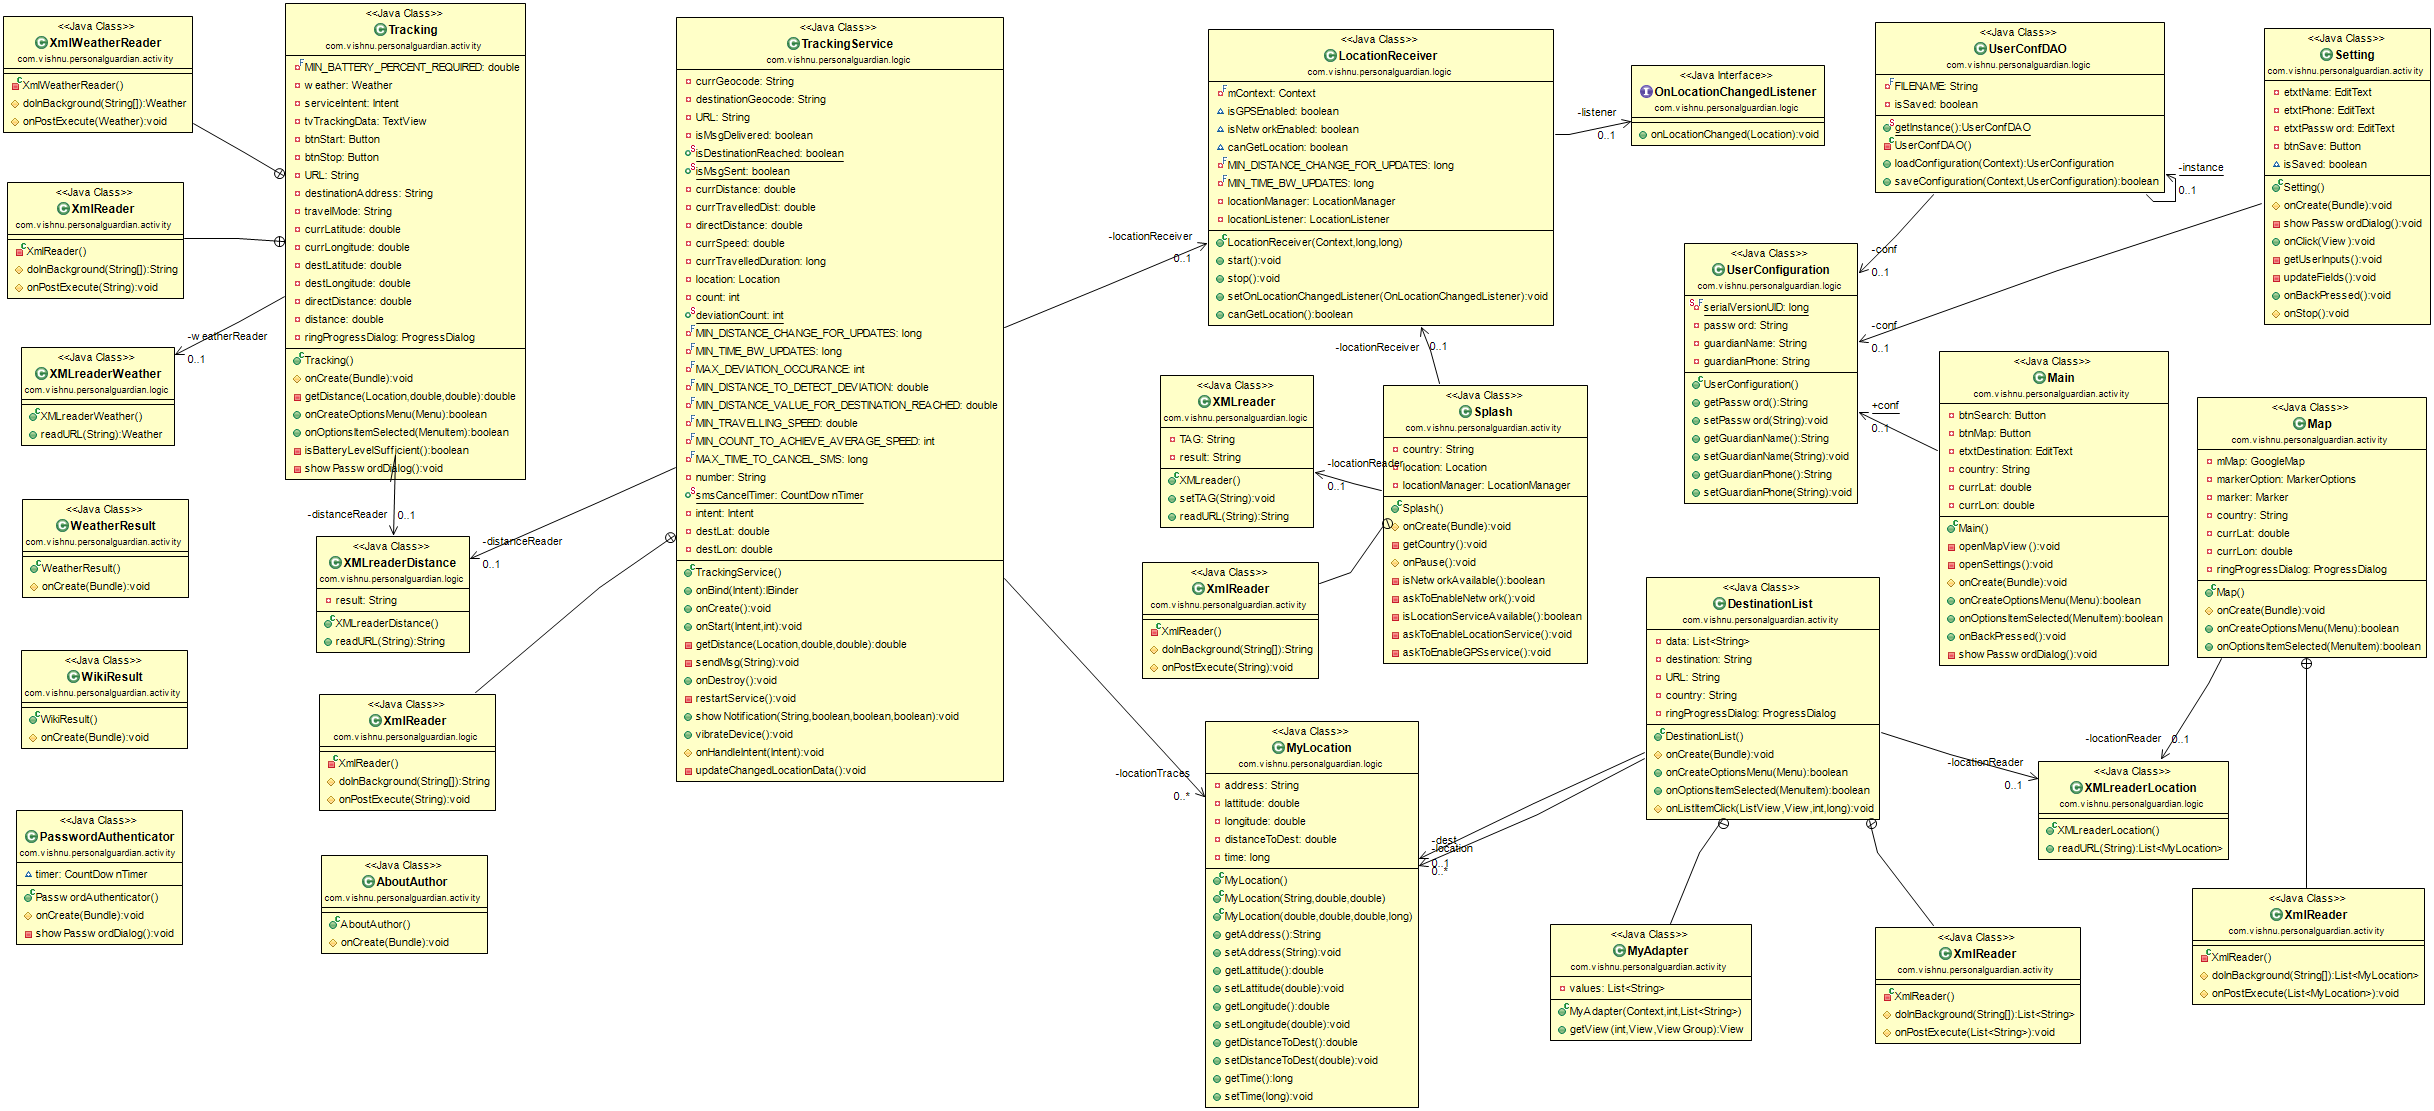 <<Java Class>>
XmlWeatherReader
com.vishnu.personalguardian.activity
XmlWeatherReader()
doInBackground(String[]):Weather
onPostExecute(Weather):void
<<Java Class>>
XmlReader
com.vishnu.personalguardian.activity
XmlReader()
doInBackground(String[]):String
onPostExecute(String):void
<<Java Class>>
XMLreaderWeather
com.vishnu.personalguardian.logic
XMLreaderWeather()
readURL(String):Weather
<<Java Class>>
WeatherResult
com.vishnu.personalguardian.activity
WeatherResult()
onCreate(Bundle):void
<<Java Class>>
WikiResult
com.vishnu.personalguardian.activity
WikiResult()
onCreate(Bundle):void
<<Java Class>>
PasswordAuthenticator
com.vishnu.personalguardian.activity
timer: CountDownTimer
PasswordAuthenticator()
onCreate(Bundle):void
showPasswordDialog():void
<<Java Class>>
Tracking
com.vishnu.personalguardian.activity
MIN_BATTERY_PERCENT_REQUIRED: double
weather: Weather
serviceIntent: Intent
tvTrackingData: TextView
btnStart: Button
btnStop: Button
URL: String
destinationAddress: String
travelMode: String
currLatitude: double
currLongitude: double
destLatitude: double
destLongitude: double
directDistance: double
distance: double
ringProgressDialog: ProgressDialog
Tracking()
onCreate(Bundle):void
getDistance(Location,double,double):double
onCreateOptionsMenu(Menu):boolean
onOptionsItemSelected(MenuItem):boolean
isBatteryLevelSufficient():boolean
showPasswordDialog():void
-weatherReader
0..1
-distanceReader
0..1
<<Java Class>>
XMLreaderDistance
com.vishnu.personalguardian.logic
result: String
XMLreaderDistance()
readURL(String):String
<<Java Class>>
XmlReader
com.vishnu.personalguardian.logic
XmlReader()
doInBackground(String[]):String
onPostExecute(String):void
<<Java Class>>
AboutAuthor
com.vishnu.personalguardian.activity
AboutAuthor()
onCreate(Bundle):void
<<Java Class>>
TrackingService
com.vishnu.personalguardian.logic
currGeocode: String
destinationGeocode: String
URL: String
isMsgDelivered: boolean
isDestinationReached: boolean
isMsgSent: boolean
currDistance: double
currTravelledDist: double
directDistance: double
currSpeed: double
currTravelledDuration: long
location: Location
count: int
deviationCount: int
MIN_DISTANCE_CHANGE_FOR_UPDATES: long
MIN_TIME_BW_UPDATES: long
MAX_DEVIATION_OCCURANCE: int
MIN_DISTANCE_TO_DETECT_DEVIATION: double
MIN_DISTANCE_VALUE_FOR_DESTINATION_REACHED: double
MIN_TRAVELLING_SPEED: double
MIN_COUNT_TO_ACHIEVE_AVERAGE_SPEED: int
MAX_TIME_TO_CANCEL_SMS: long
number: String
smsCancelTimer: CountDownTimer
intent: Intent
destLat: double
destLon: double
TrackingService()
onBind(Intent):IBinder
onCreate():void
onStart(Intent,int):void
getDistance(Location,double,double):double
sendMsg(String):void
onDestroy():void
restartService():void
showNotification(String,boolean,boolean,boolean):void
vibrateDevice():void
onHandleIntent(Intent):void
updateChangedLocationData():void
-distanceReader
0..1
-locationReceiver
0..1
-locationTraces
0..*
<<Java Class>>
LocationReceiver
com.vishnu.personalguardian.logic
mContext: Context
isGPSEnabled: boolean
isNetworkEnabled: boolean
canGetLocation: boolean
MIN_DISTANCE_CHANGE_FOR_UPDATES: long
MIN_TIME_BW_UPDATES: long
locationManager: LocationManager
locationListener: LocationListener
LocationReceiver(Context,long,long)
start():void
stop():void
setOnLocationChangedListener(OnLocationChangedListener):void
canGetLocation():boolean
-listener
0..1
<<Java Interface>>
OnLocationChangedListener
com.vishnu.personalguardian.logic
onLocationChanged(Location):void
-locationReceiver
0..1
<<Java Class>>
XMLreader
com.vishnu.personalguardian.logic
TAG: String
result: String
XMLreader()
setTAG(String):void
readURL(String):String
-locationReader
0..1
<<Java Class>>
Splash
com.vishnu.personalguardian.activity
country: String
location: Location
locationManager: LocationManager
Splash()
onCreate(Bundle):void
getCountry():void
onPause():void
isNetworkAvailable():boolean
askToEnableNetwork():void
isLocationServiceAvailable():boolean
askToEnableLocationService():void
askToEnableGPSservice():void
<<Java Class>>
XmlReader
com.vishnu.personalguardian.activity
XmlReader()
doInBackground(String[]):String
onPostExecute(String):void
<<Java Class>>
MyLocation
com.vishnu.personalguardian.logic
address: String
lattitude: double
longitude: double
distanceToDest: double
time: long
MyLocation()
MyLocation(String,double,double)
MyLocation(double,double,double,long)
getAddress():String
setAddress(String):void
getLattitude():double
setLattitude(double):void
getLongitude():double
setLongitude(double):void
getDistanceToDest():double
setDistanceToDest(double):void
getTime():long
setTime(long):void
-dest
-location
0..1
0..*
<<Java Class>>
UserConfDAO
com.vishnu.personalguardian.logic
FILENAME: String
isSaved: boolean
getInstance():UserConfDAO
UserConfDAO()
loadConfiguration(Context):UserConfiguration
saveConfiguration(Context,UserConfiguration):boolean
-instance
0..1
-conf
0..1
<<Java Class>>
UserConfiguration
com.vishnu.personalguardian.logic
serialVersionUID: long
password: String
guardianName: String
guardianPhone: String
UserConfiguration()
getPassword():String
setPassword(String):void
getGuardianName():String
setGuardianName(String):void
getGuardianPhone():String
setGuardianPhone(String):void
-conf
0..1
+conf
0..1
<<Java Class>>
Setting
com.vishnu.personalguardian.activity
etxtName: EditText
etxtPhone: EditText
etxtPassword: EditText
btnSave: Button
isSaved: boolean
Setting()
onCreate(Bundle):void
showPasswordDialog():void
onClick(View):void
getUserInputs():void
updateFields():void
onBackPressed():void
onStop():void
<<Java Class>>
Main
com.vishnu.personalguardian.activity
btnSearch: Button
btnMap: Button
etxtDestination: EditText
country: String
currLat: double
currLon: double
Main()
openMapView():void
openSettings():void
onCreate(Bundle):void
onCreateOptionsMenu(Menu):boolean
onOptionsItemSelected(MenuItem):boolean
onBackPressed():void
showPasswordDialog():void
<<Java Class>>
Map
com.vishnu.personalguardian.activity
mMap: GoogleMap
markerOption: MarkerOptions
marker: Marker
country: String
currLat: double
currLon: double
ringProgressDialog: ProgressDialog
Map()
onCreate(Bundle):void
onCreateOptionsMenu(Menu):boolean
onOptionsItemSelected(MenuItem):boolean
<<Java Class>>
DestinationList
com.vishnu.personalguardian.activity
data: List<String>
destination: String
URL: String
country: String
ringProgressDialog: ProgressDialog
DestinationList()
onCreate(Bundle):void
onCreateOptionsMenu(Menu):boolean
onOptionsItemSelected(MenuItem):boolean
onListItemClick(ListView,View,int,long):void
-locationReader
0..1
-locationReader
0..1
<<Java Class>>
XMLreaderLocation
com.vishnu.personalguardian.logic
XMLreaderLocation()
readURL(String):List<MyLocation>
<<Java Class>>
MyAdapter
com.vishnu.personalguardian.activity
values: List<String>
MyAdapter(Context,int,List<String>)
getView(int,View,ViewGroup):View
<<Java Class>>
XmlReader
com.vishnu.personalguardian.activity
XmlReader()
doInBackground(String[]):List<String>
onPostExecute(List<String>):void
<<Java Class>>
XmlReader
com.vishnu.personalguardian.activity
XmlReader()
doInBackground(String[]):List<MyLocation>
onPostExecute(List<MyLocation>):void